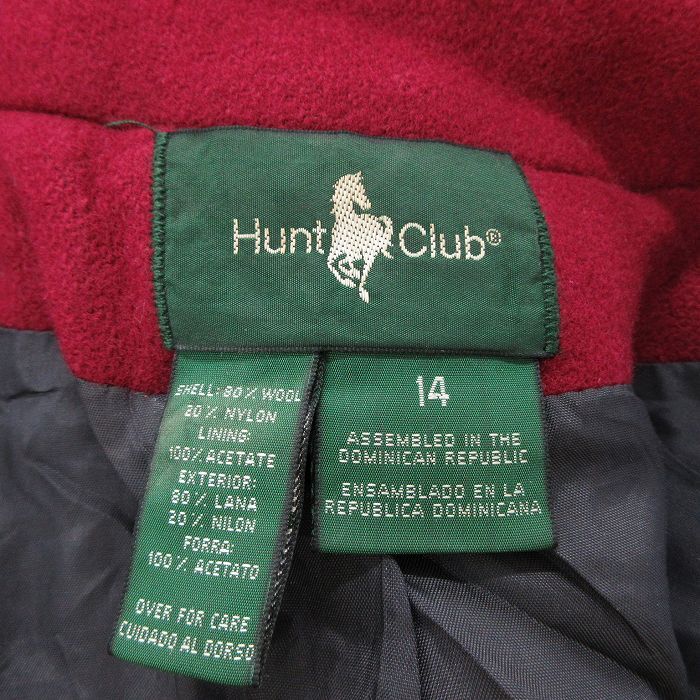 Hunt Club®
SHELL: 80% WOOL
20% NYLON
LINING:
100% ACETATE
EXTERIOR:
80% LANA
20% NILON
FORRA:
100% ACETATO
OVER FOR CARE
CUIDADO AL DORSO
14
ASSEMBLED IN THE
DOMINICAN REPUBLIC
ENSAMBLADO EN LA
REPUBLICA DOMINICANA